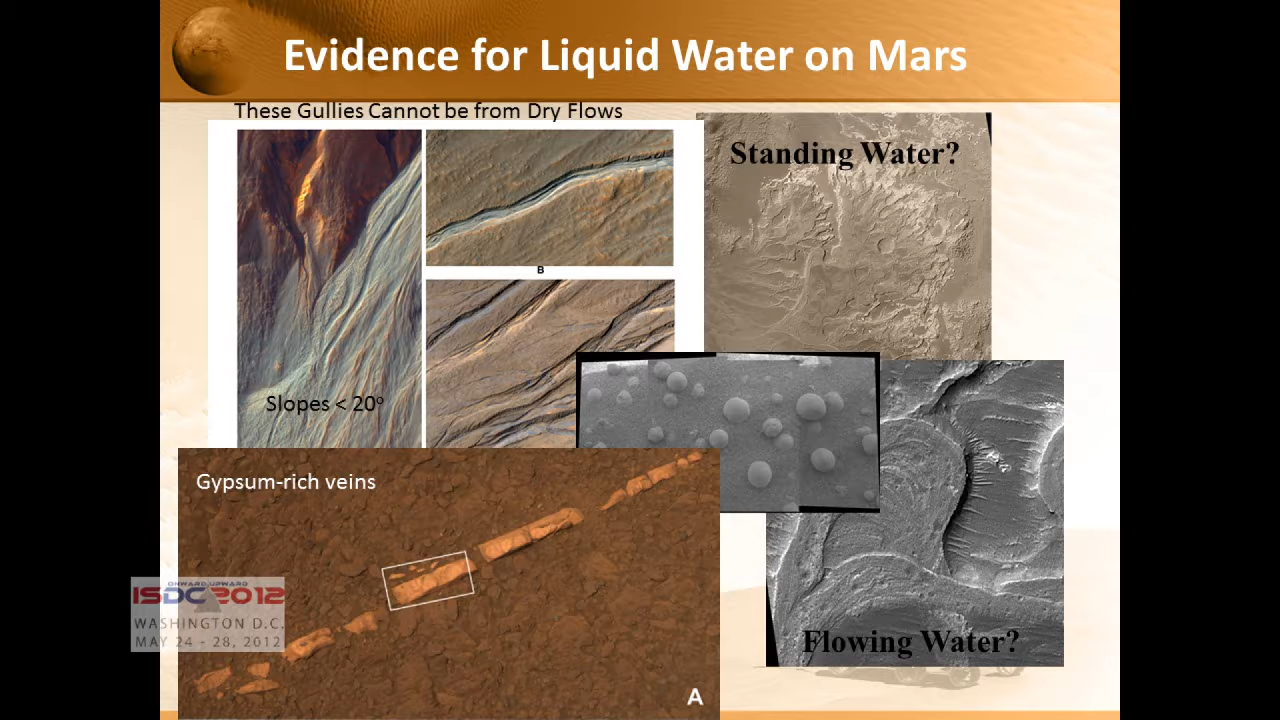 Evidence for Liquid Water on Mars
These Gullies Cannot be from Dry Flows
Standing Water?
B
Slopes < 20°
Gypsum-rich veins
ONWARD UPWARD
ISDC 2012
WASHINGTON D.C.
MAY 24 - 28, 2012
Flowing Water?
A